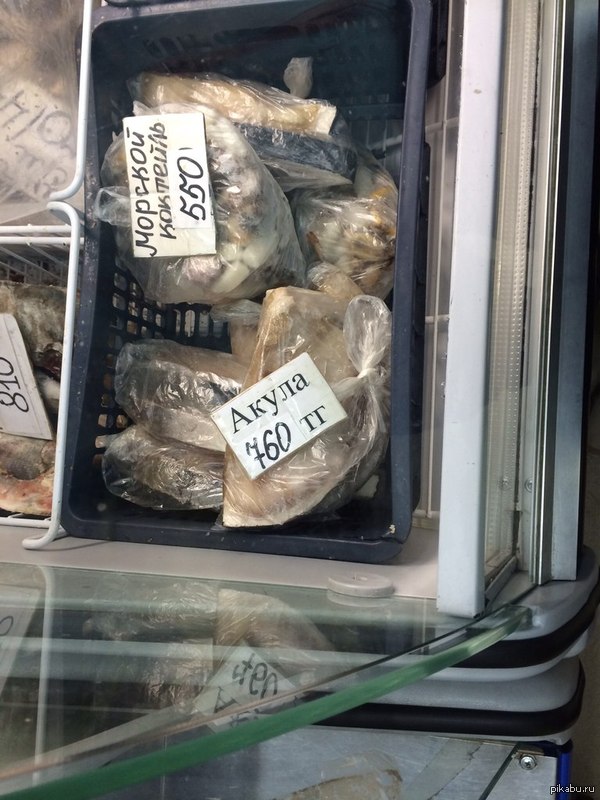 Морской
коктейль
550.
Акула
760 тг
810
pikabu.ru